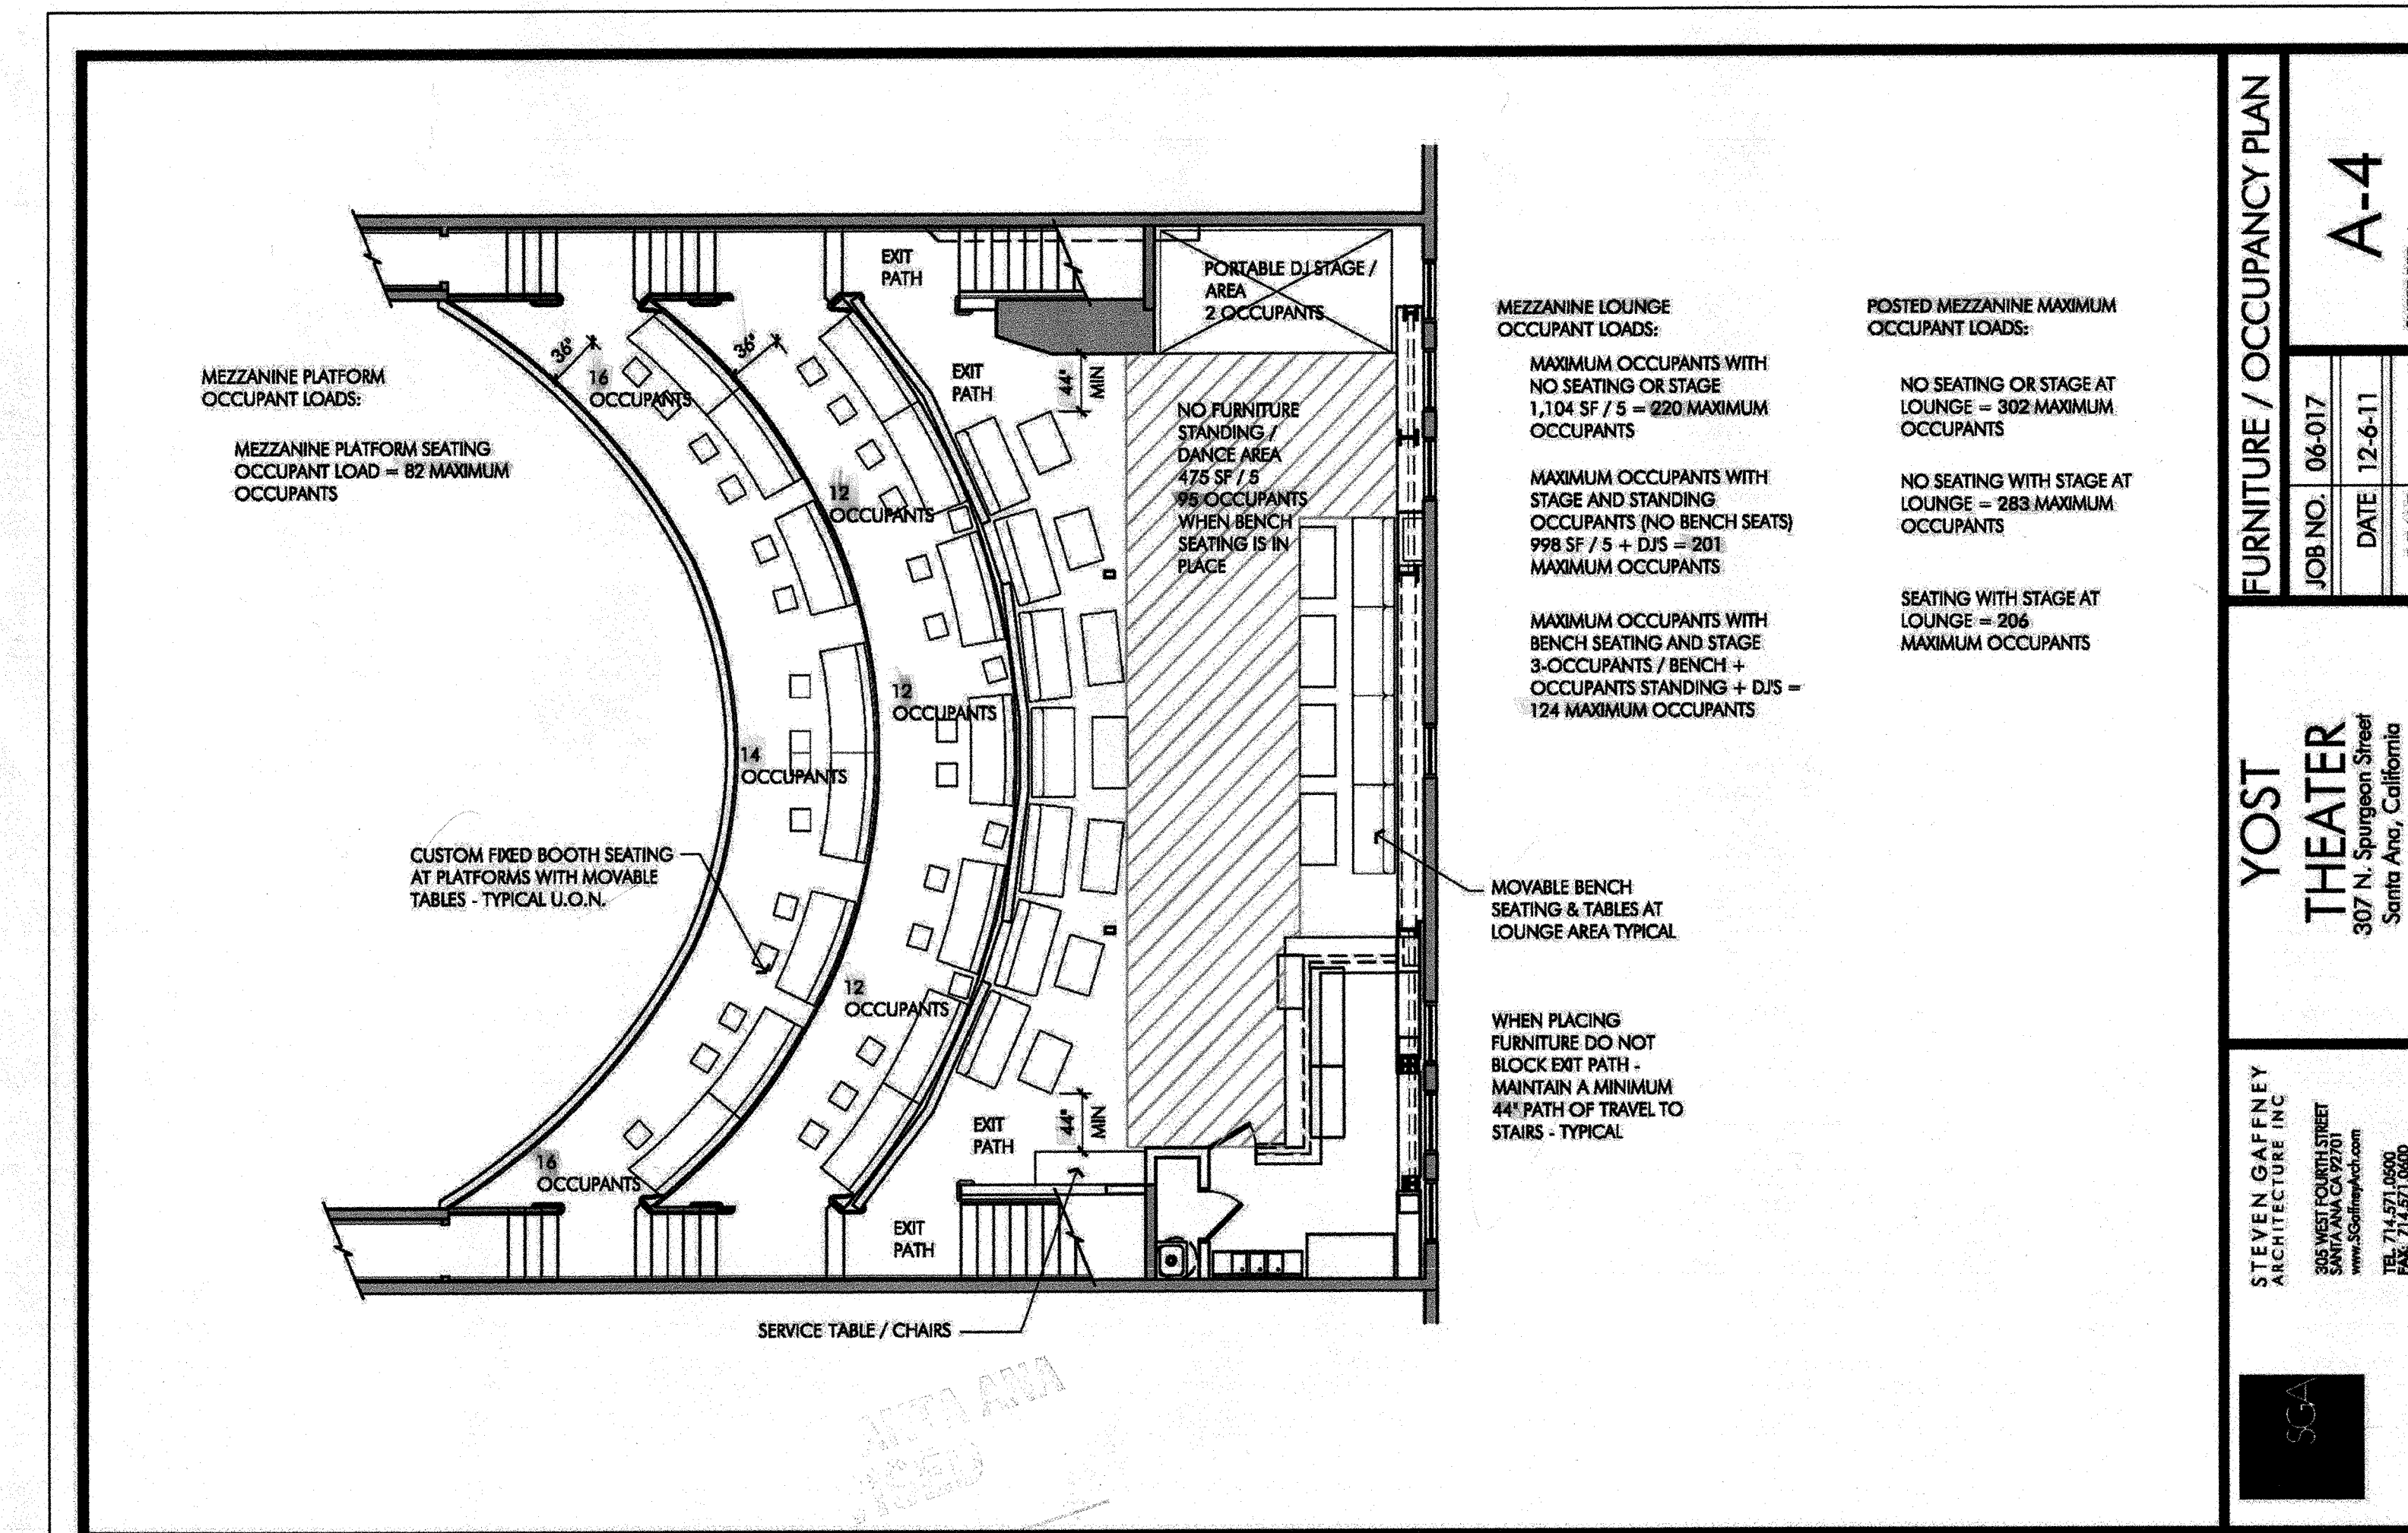 MEZZANINE PLATFORM
OCCUPANT LOADS:
MEZZANINE PLATFORM SEATING
OCCUPANT LOAD = 82 MAXIMUM
OCCUPANTS
36"
16
OCCUPANTS
36"
12
OCCUPANTS
12
OCCUPANTS
14
OCCUPANTS
12
OCCUPANTS
16
OCCUPANTS
CUSTOM FIXED BOOTH SEATING
AT PLATFORMS WITH MOVABLE
TABLES - TYPICAL U.O.N.
EXIT
PATH
EXIT
PATH
44"
MIN
PORTABLE DJ STAGE /
AREA
2 OCCUPANTS
NO FURNITURE
STANDING /
DANCE AREA
475 SF / 5
95 OCCUPANTS
WHEN BENCH
SEATING IS IN
PLACE
EXIT
PATH
44"
MIN
EXIT
PATH
SERVICE TABLE / CHAIRS
MEZZANINE LOUNGE
OCCUPANT LOADS:
MAXIMUM OCCUPANTS WITH
NO SEATING OR STAGE
1,104 SF / 5 = 220 MAXIMUM
OCCUPANTS
MAXIMUM OCCUPANTS WITH
STAGE AND STANDING
OCCUPANTS (NO BENCH SEATS)
998 SF / 5 + DJ'S = 201
MAXIMUM OCCUPANTS
MAXIMUM OCCUPANTS WITH
BENCH SEATING AND STAGE
3-OCCUPANTS / BENCH +
OCCUPANTS STANDING + DJ'S =
124 MAXIMUM OCCUPANTS
MOVABLE BENCH
SEATING & TABLES AT
LOUNGE AREA TYPICAL
WHEN PLACING
FURNITURE DO NOT
BLOCK EXIT PATH -
MAINTAIN A MINIMUM
44" PATH OF TRAVEL TO
STAIRS - TYPICAL
POSTED MEZZANINE MAXIMUM
OCCUPANT LOADS:
NO SEATING OR STAGE AT
LOUNGE = 302 MAXIMUM
OCCUPANTS
NO SEATING WITH STAGE AT
LOUNGE = 283 MAXIMUM
OCCUPANTS
SEATING WITH STAGE AT
LOUNGE = 206
MAXIMUM OCCUPANTS
FURNITURE / OCCUPANCY PLAN
A-4
JOB NO. 06-017
DATE 12-6-11
YOST
THEATER
307 N. Spurgeon Street
Santa Ana, California
STEVEN GAFFNEY
ARCHITECTURE INC
305 WEST FOURTH STREET
SANTA ANA CA 92701
www.SGaffneyArch.com
TEL. 714.571.0500
FAX. 714.571.0600
SGA
ANA